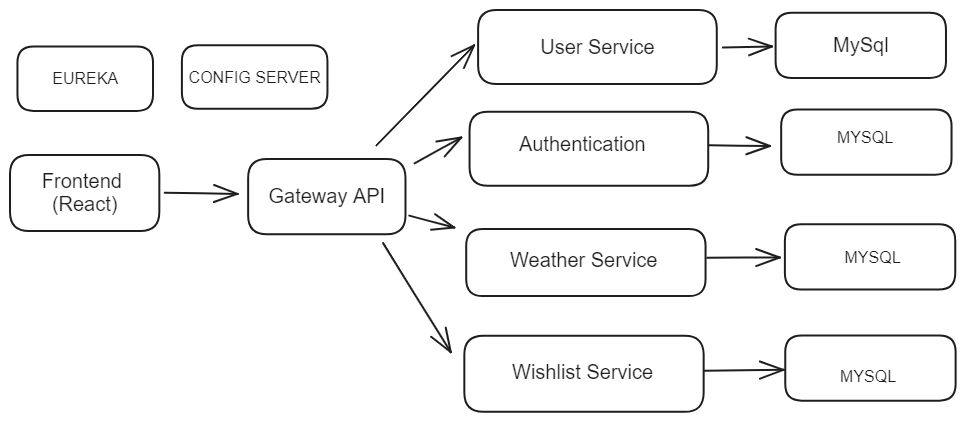 EUREKA
CONFIG SERVER
Frontend
(React)
Gateway API
User Service
MySql
Authentication
MYSQL
Weather Service
MYSQL
Wishlist Service
MYSQL